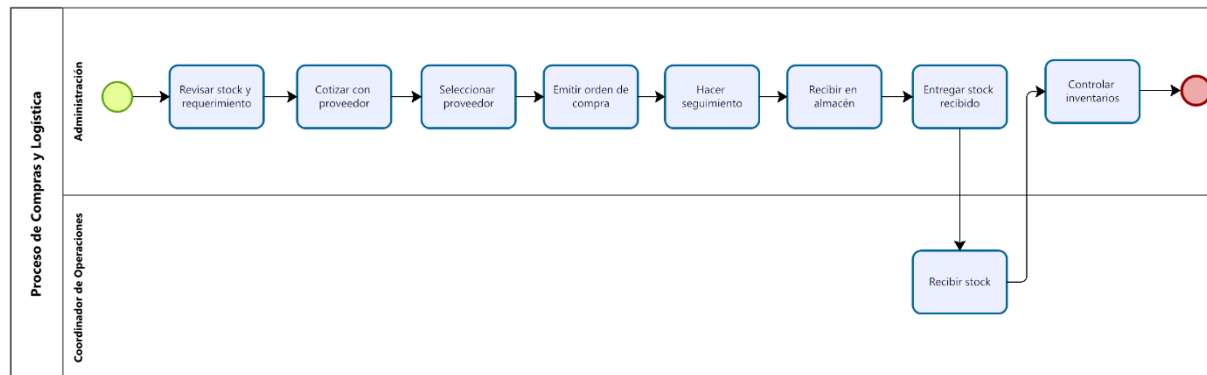 Proceso de Compras y Logística
Administración
Revisar stock y
requerimiento
Cotizar con
proveedor
Seleccionar
proveedor
Emitir orden de
compra
Hacer
seguimiento
Recibir en
almacén
Entregar stock
recibido
Controlar
inventarios
Coordinador de Operaciones
Recibir stock